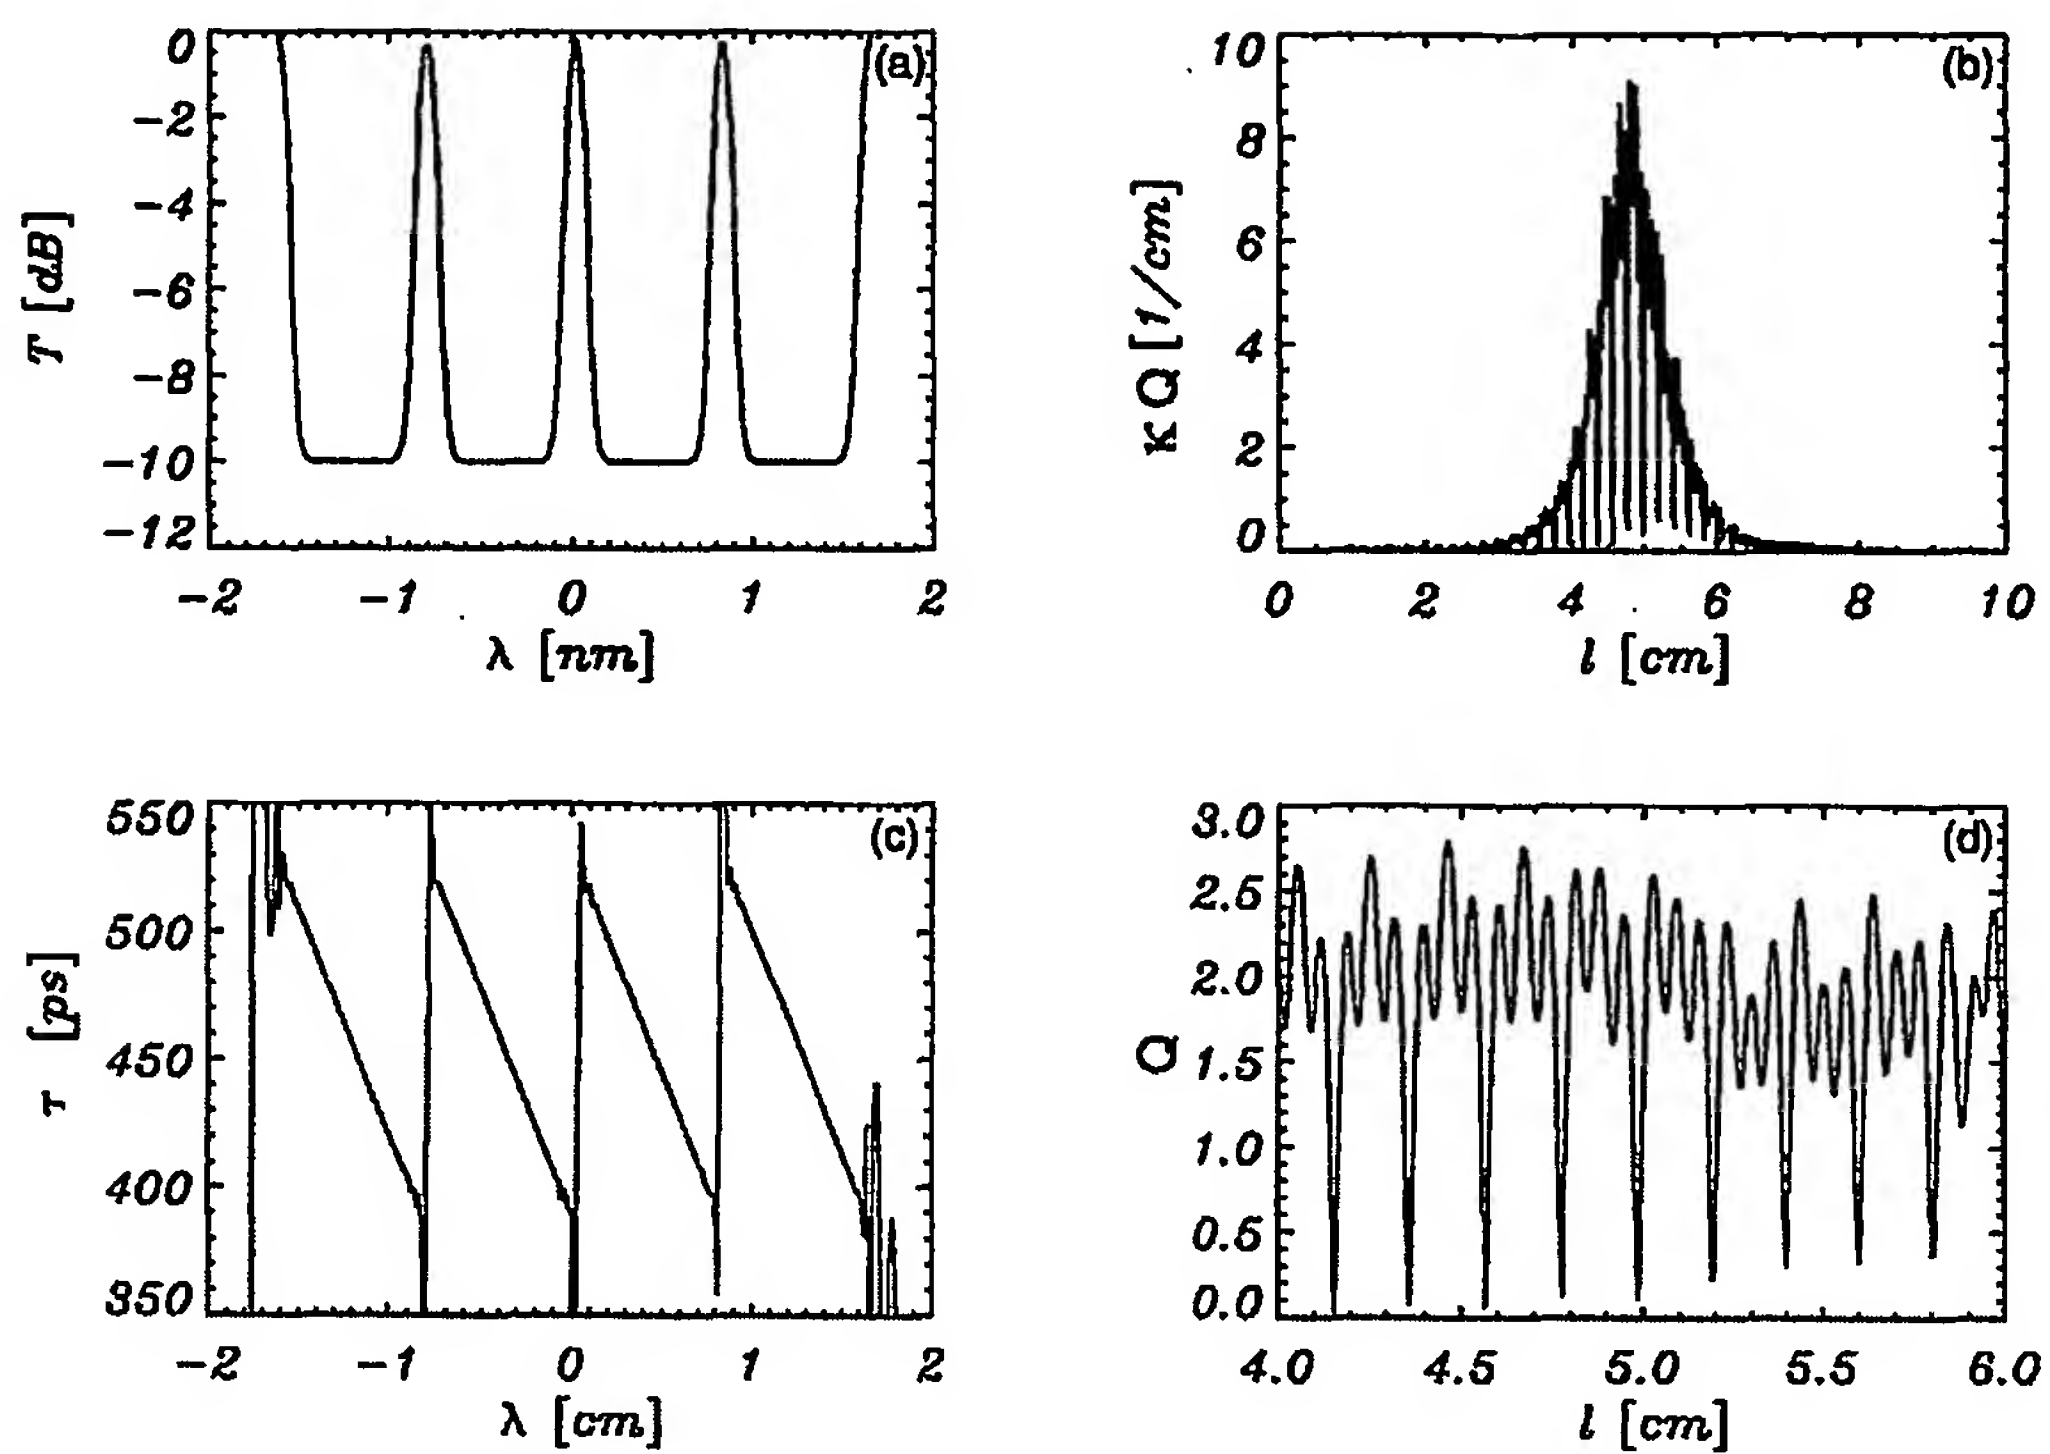 (a)
0
−2
−4
−6
−8
−10
−12
T [dB]
−2 −1 0 1 2
λ [nm]
(b)
10
8
6
4
2
0
κ Q [1/cm]
0 2 4 6 8 10
l [cm]
(c)
550
500
450
400
350
τ [ps]
−2 −1 0 1 2
λ [cm]
(d)
3.0
2.5
2.0
1.5
1.0
0.5
0.0
Q
4.0 4.5 5.0 5.5 6.0
l [cm]